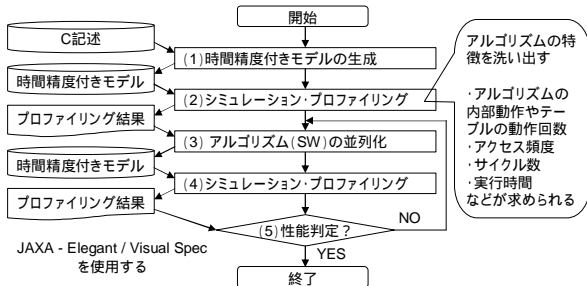 開始
C記述
(1)時間精度付きモデルの生成
時間精度付きモデル
(2)シミュレーション・プロファイリング
プロファイリング結果
(3) アルゴリズム(SW)の並列化
時間精度付きモデル
(4)シミュレーション・プロファイリング
プロファイリング結果
(5)性能判定?
NO
YES
終了
JAXA - Elegant / Visual Spec
を使用する
アルゴリズムの特
徴を洗い出す
・アルゴリズムの
内部動作やテー
ブルの動作回数
・アクセス頻度
・サイクル数
・実行時間
などが求められる